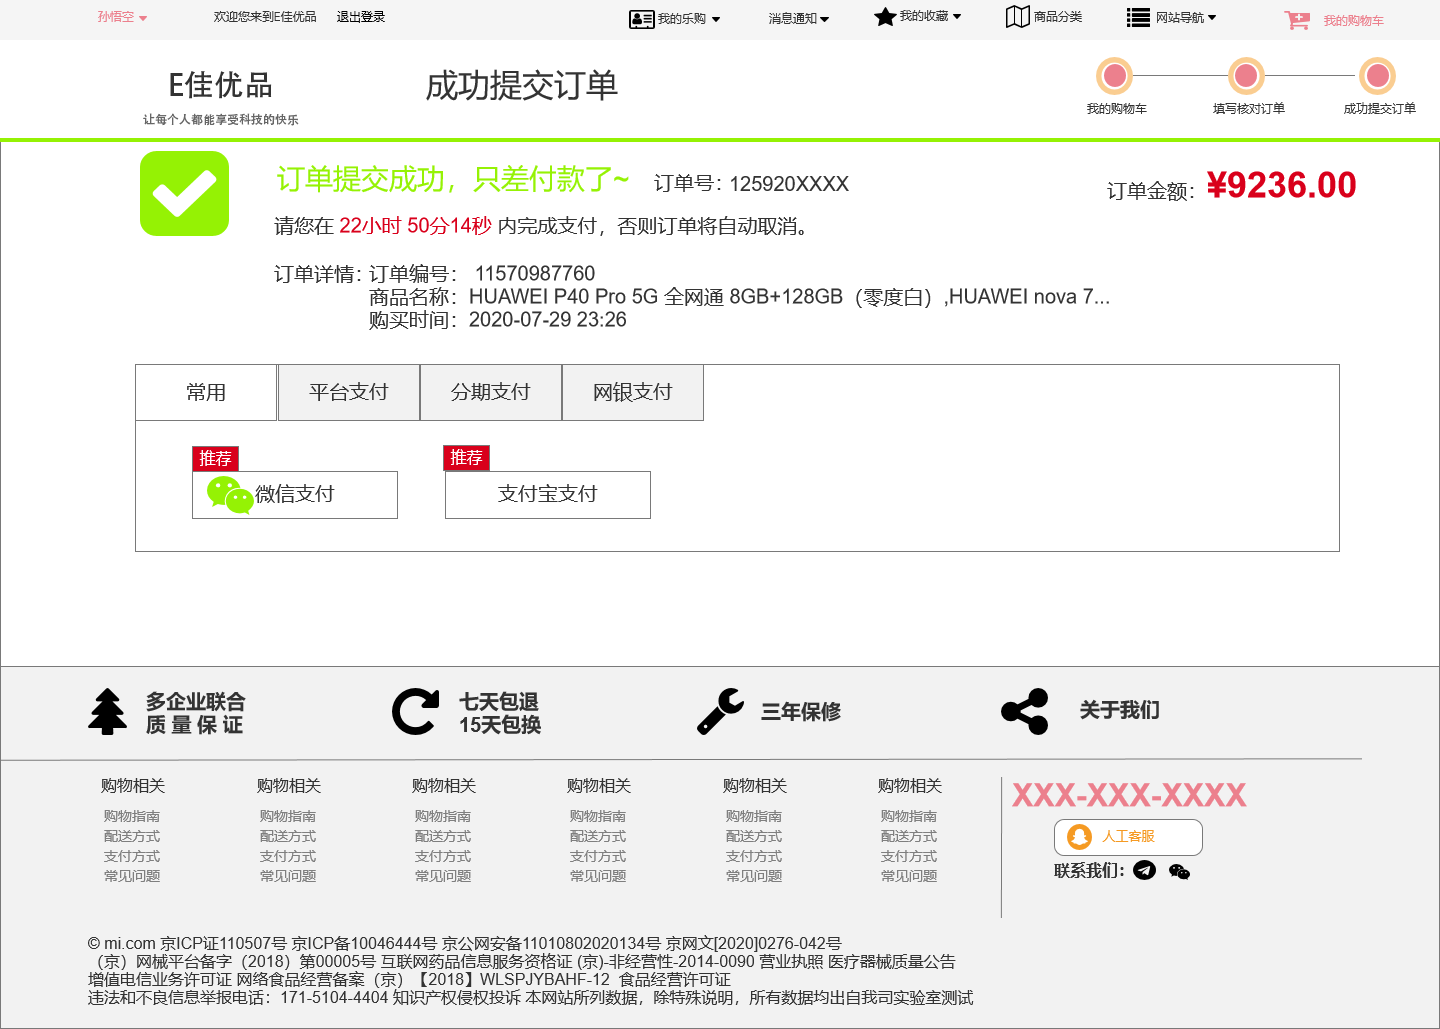 孙悟空 欢迎您来到E佳优品 退出登录 我的乐购 消息通知 我的收藏 商品分类 网站导航 我的购物车
E佳优品 成功提交订单
让每个人都能享受科技的快乐
我的购物车 填写核对订单 成功提交订单
订单提交成功，只差付款了~ 订单号: 125920XXXX 订单金额: ¥9236.00
请您在 22小时 50分14秒 内完成支付，否则订单将自动取消。
订单详情: 订单编号： 11570987760
商品名称：HUAWEI P40 Pro 5G 全网通 8GB+128GB（零度白）,HUAWEI nova 7...
购买时间：2020-07-29 23:26
常用 平台支付 分期支付 网银支付
推荐 推荐
微信支付 支付宝支付
多企业联合 七天包退 三年保修 关于我们
质 量 保 证 15天包换
购物相关 购物相关 购物相关 购物相关 购物相关 购物相关
购物指南 购物指南 购物指南 购物指南 购物指南 购物指南
配送方式 配送方式 配送方式 配送方式 配送方式 配送方式
支付方式 支付方式 支付方式 支付方式 支付方式 支付方式
常见问题 常见问题 常见问题 常见问题 常见问题 常见问题
XXX-XXX-XXXX
人工客服
联系我们：
© mi.com 京ICP证110507号 京ICP备10046444号 京公网安备11010802020134号 京网文[2020]0276-042号
（京）网械平台备字（2018）第00005号 互联网药品信息服务资格证 (京)-非经营性-2014-0090 营业执照 医疗器械质量公告
增值电信业务许可证 网络食品经营备案（京）【2018】WLSPJYBAHF-12 食品经营许可证
违法和不良信息举报电话：171-5104-4404 知识产权侵权投诉 本网站所列数据，除特殊说明，所有数据均出自我司实验室测试